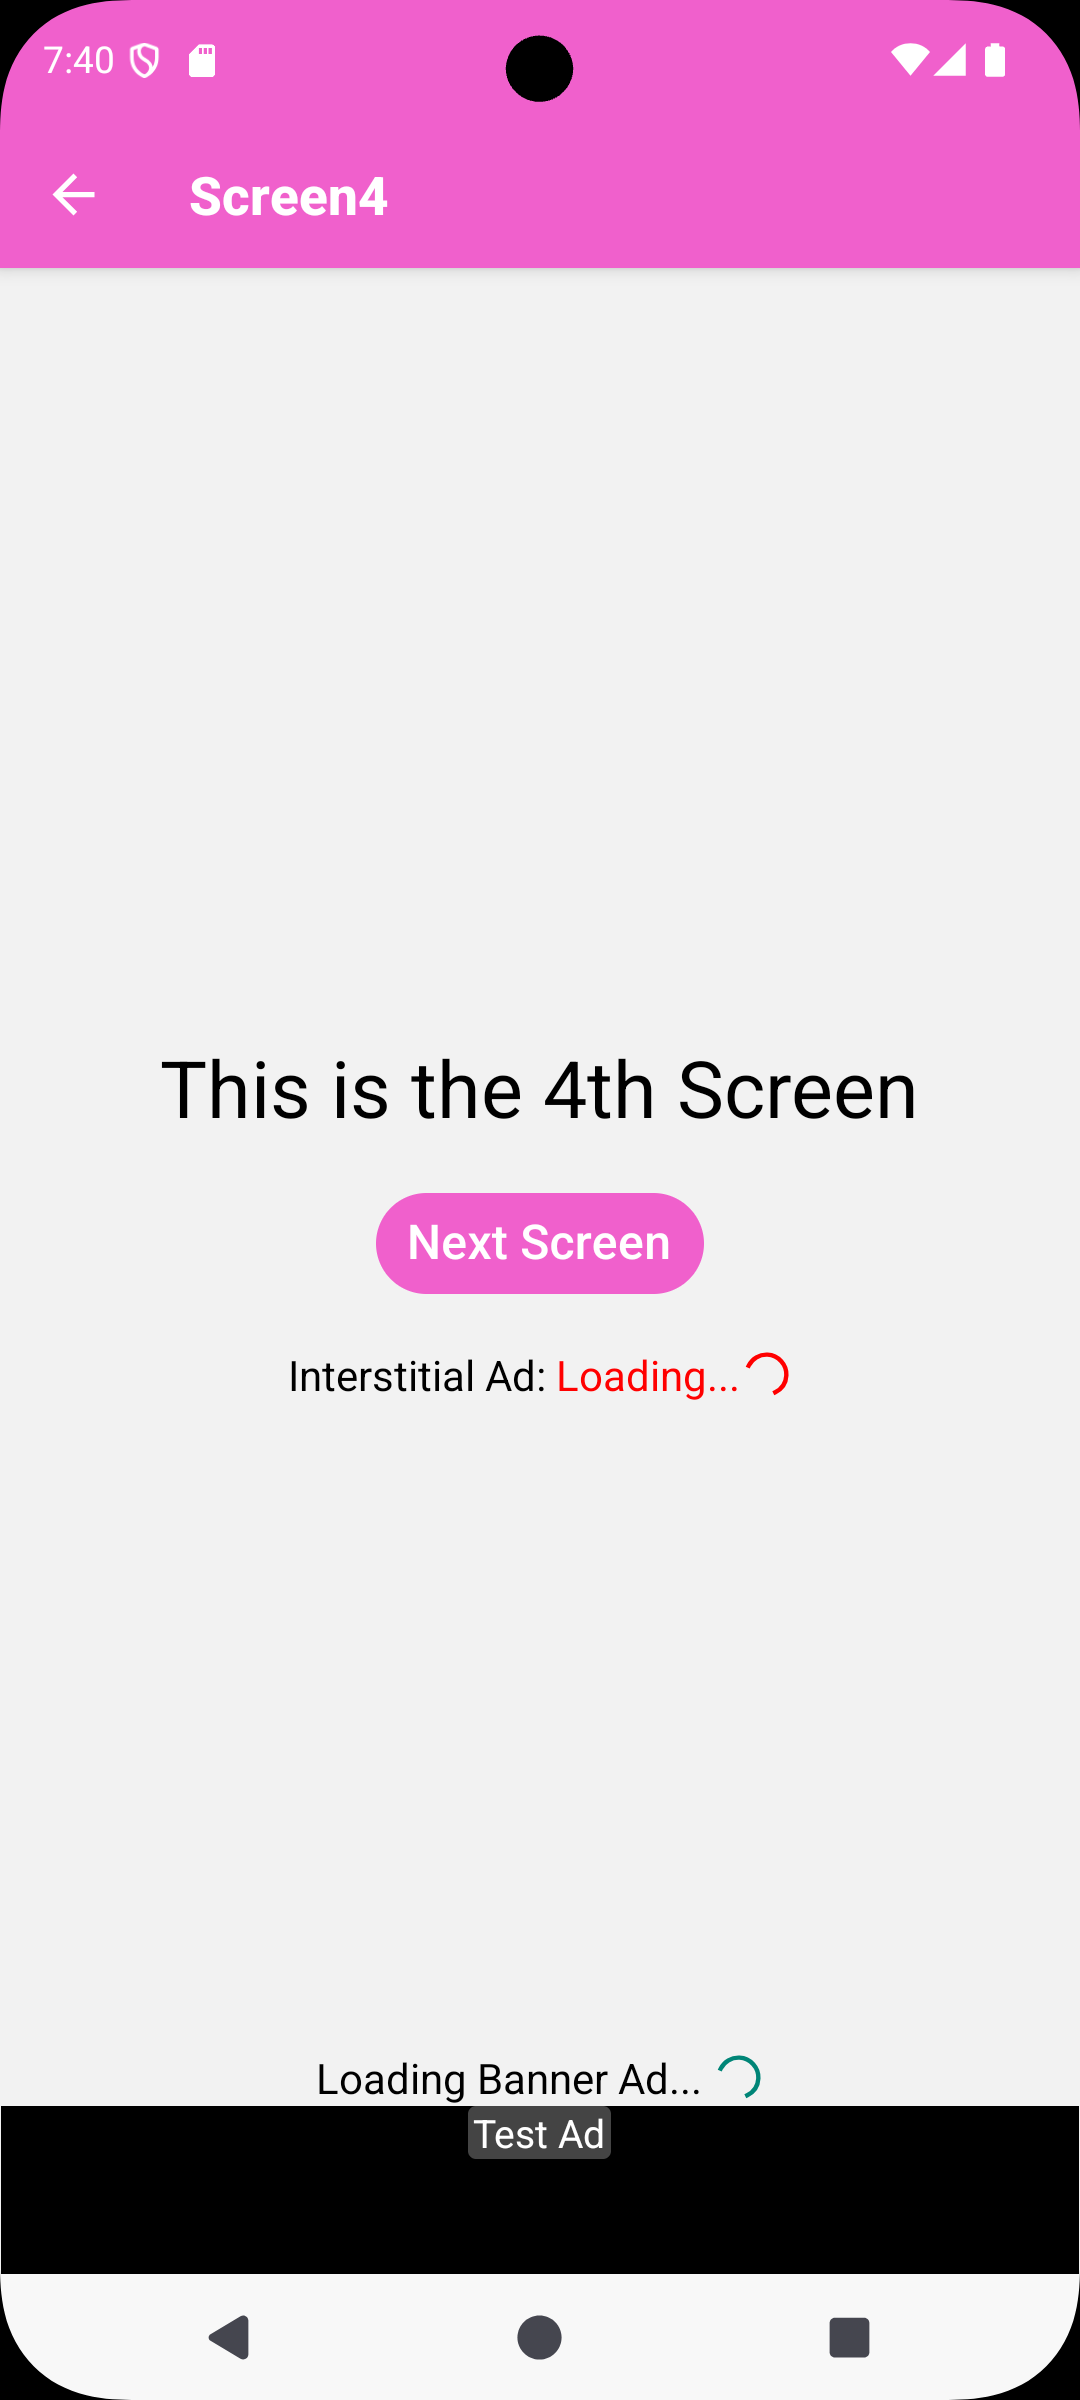 7:40
Screen4
This is the 4th Screen
Next Screen
Interstitial Ad: Loading...
Loading Banner Ad...
Test Ad